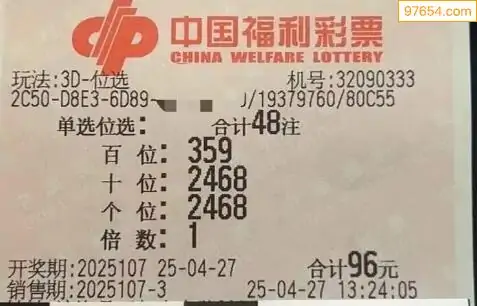 97654.com
中国福利彩票
CHINA WELFARE LOTTERY
玩法:3D-位选 机号:32090333
2C50-D8E3-6D89- J/19379760/80C55
单选位选: 合计48注
百 位: 359
十 位: 2468
个 位: 2468
倍 数: 1
开奖期:2025107 25-04-27 合计96元
销售期:2025107-3 25-04-27 13:24:05